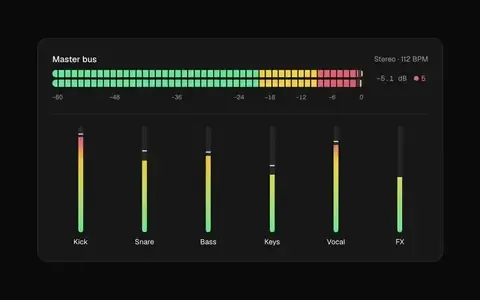 Master bus
Stereo · 112 BPM
-5.1 dB 5
-60 -48 -36 -24 -18 -12 -6 0
Kick Snare Bass Keys Vocal FX